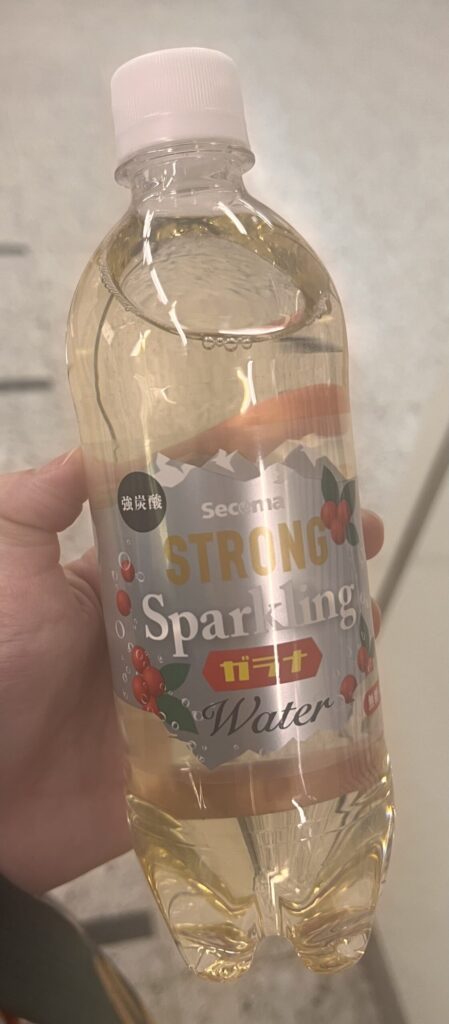 強炭酸
Secoma
STRONG
Sparkling
ガラナ
Water